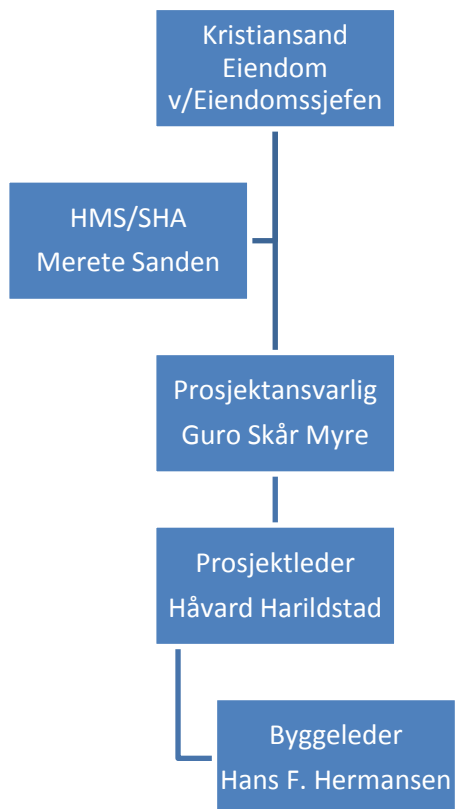 Kristiansand
Eiendom
v/Eiendomssjefen
HMS/SHA
Merete Sanden
Prosjektansvarlig
Guro Skår Myre
Prosjektleder
Håvard Harildstad
Byggeleder
Hans F. Hermansen